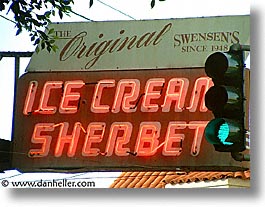 THE Original SWENSEN'S
SINCE 1948
ICE CREAM
SHERBET
www.danheller.com